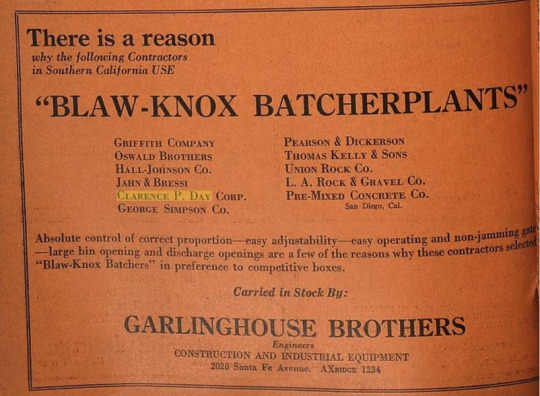 There is a reason
why the following Contractors
in Southern California USE
"BLAW-KNOX BATCHERPLANTS"
GRIFFITH COMPANY
OSWALD BROTHERS
HALL-JOHNSON CO.
JAHN & BRESSI
CLARENCE P. DAY CORP.
GEORGE SIMPSON CO.
PEARSON & DICKERSON
THOMAS KELLY & SONS
UNION ROCK CO.
L. A. ROCK & GRAVEL CO.
PRE-MIXED CONCRETE CO.
San Diego, Cal.
Absolute control of correct proportion—easy adjustability—easy operating and non-jamming gate
—large bin opening and discharge openings are a few of the reasons why these contractors selected
"Blaw-Knox Batchers" in preference to competitive boxes.
Carried in Stock By:
GARLINGHOUSE BROTHERS
Engineers
CONSTRUCTION AND INDUSTRIAL EQUIPMENT
2028 Santa Fe Avenue. AXRIDGE 1234